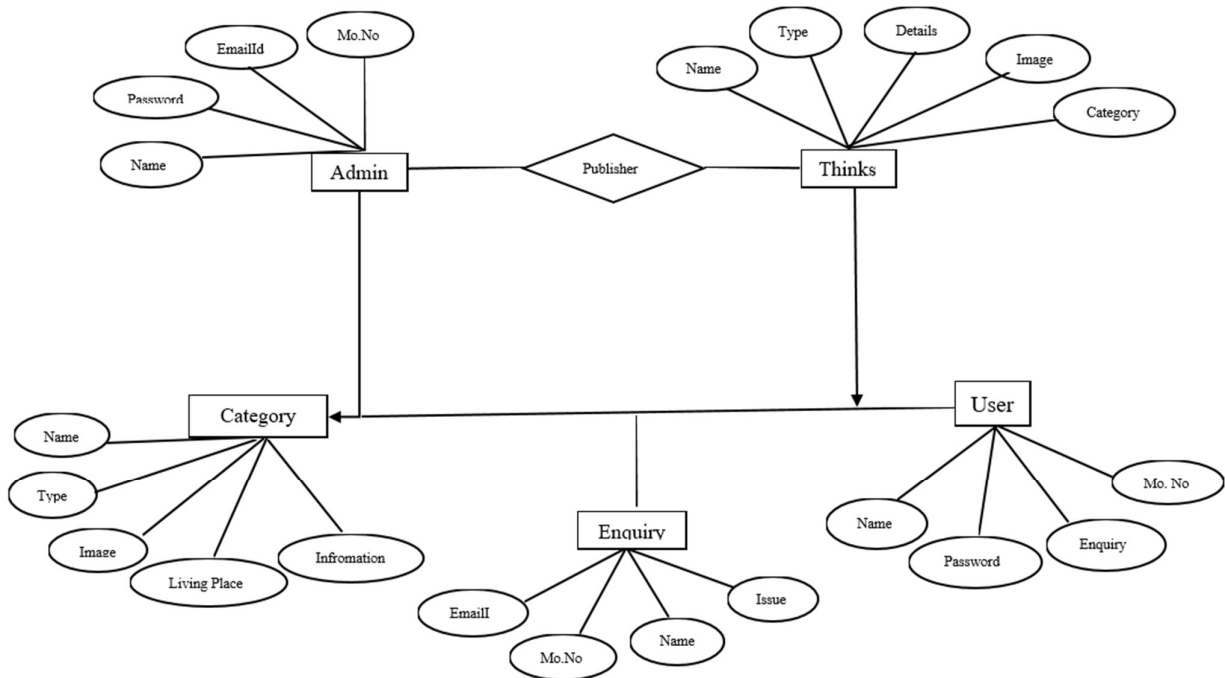 Mo.No
EmailId
Password
Name
Admin
Publisher
Type
Details
Name
Image
Category
Thinks
Category
Name
Type
Image
Living Place
Infromation
Enquiry
EmailI
Mo.No
Name
Issue
User
Mo. No
Name
Password
Enquiry